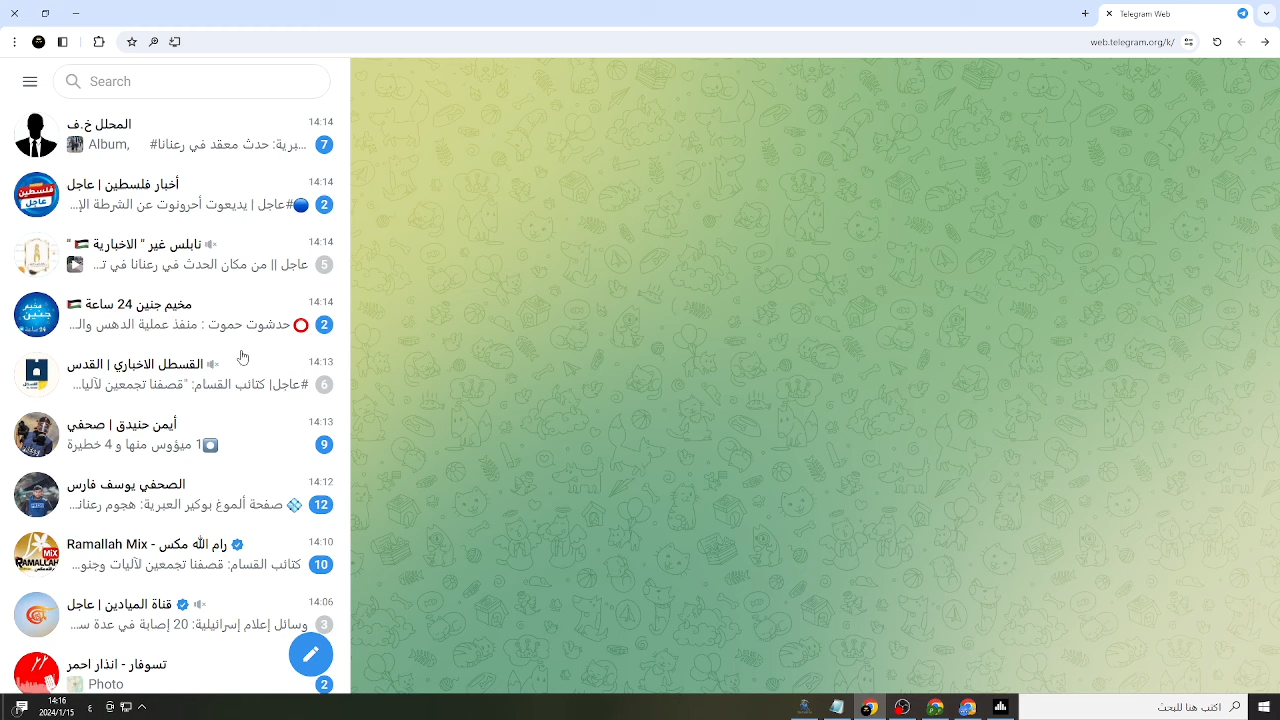 Telegram Web
web.telegram.org/k/
Search
المحلل خ.ف 14:14
Album, #برية: حدث معقد في رعنانا... 7
أخبار فلسطين | عاجل 14:14
🔵#عاجل | يديعوت أحرونوت عن الشرطة الإ... 2
نابلس غير " الاخبارية 🇵🇸 " 14:14
عاجل || من مكان الحدث في رعنانا في ت... 5
مخيم جنين 24 ساعة 🇵🇸 14:14
⭕ حدشوت حموت : منفذ عملية الدهس والـ... 2
القسطل الاخباري | القدس 14:13
#عاجل| كتائب القسام: "قصفنا تجمعين لآليا... 6
أيمن حنيدق | صحفي 14:13
⏺1 ميؤوس منها و 4 خطيرة 9
الصحفي يوسف فارس 14:12
💠 صفحة ألموغ بوكير العبرية: هجوم رعنانـ... 12
Ramallah Mix - رام الله مكس 14:10
كتائب القسام: قصفنا تجمعين لآليات وجنو... 10
قناة الميادين | عاجل 14:06
وسائل إعلام إسرائيلية: 20 إصابة في عدة سـ... 3
تسوفار - انذار احمر
Photo 2
14:16
2024/1/15
ع
اكتب هنا للبحث